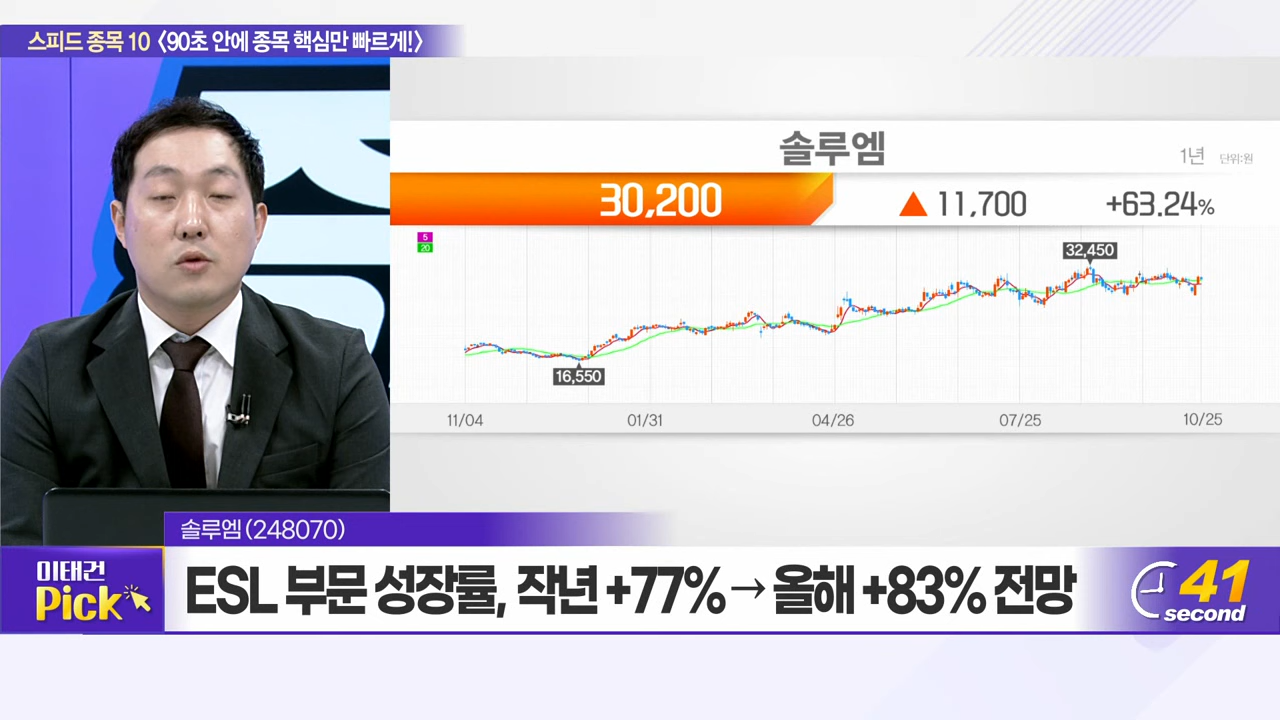 스피드 종목 10 〈90초 안에 종목 핵심만 빠르게!〉
솔루엠
1년 단위:원
30,200 ▲ 11,700 +63.24%
5
20
32,450
16,550
11/04 01/31 04/26 07/25 10/25
솔루엠(248070)
이태건
Pick
ESL 부문 성장률, 작년 +77% → 올해 +83% 전망
41
second